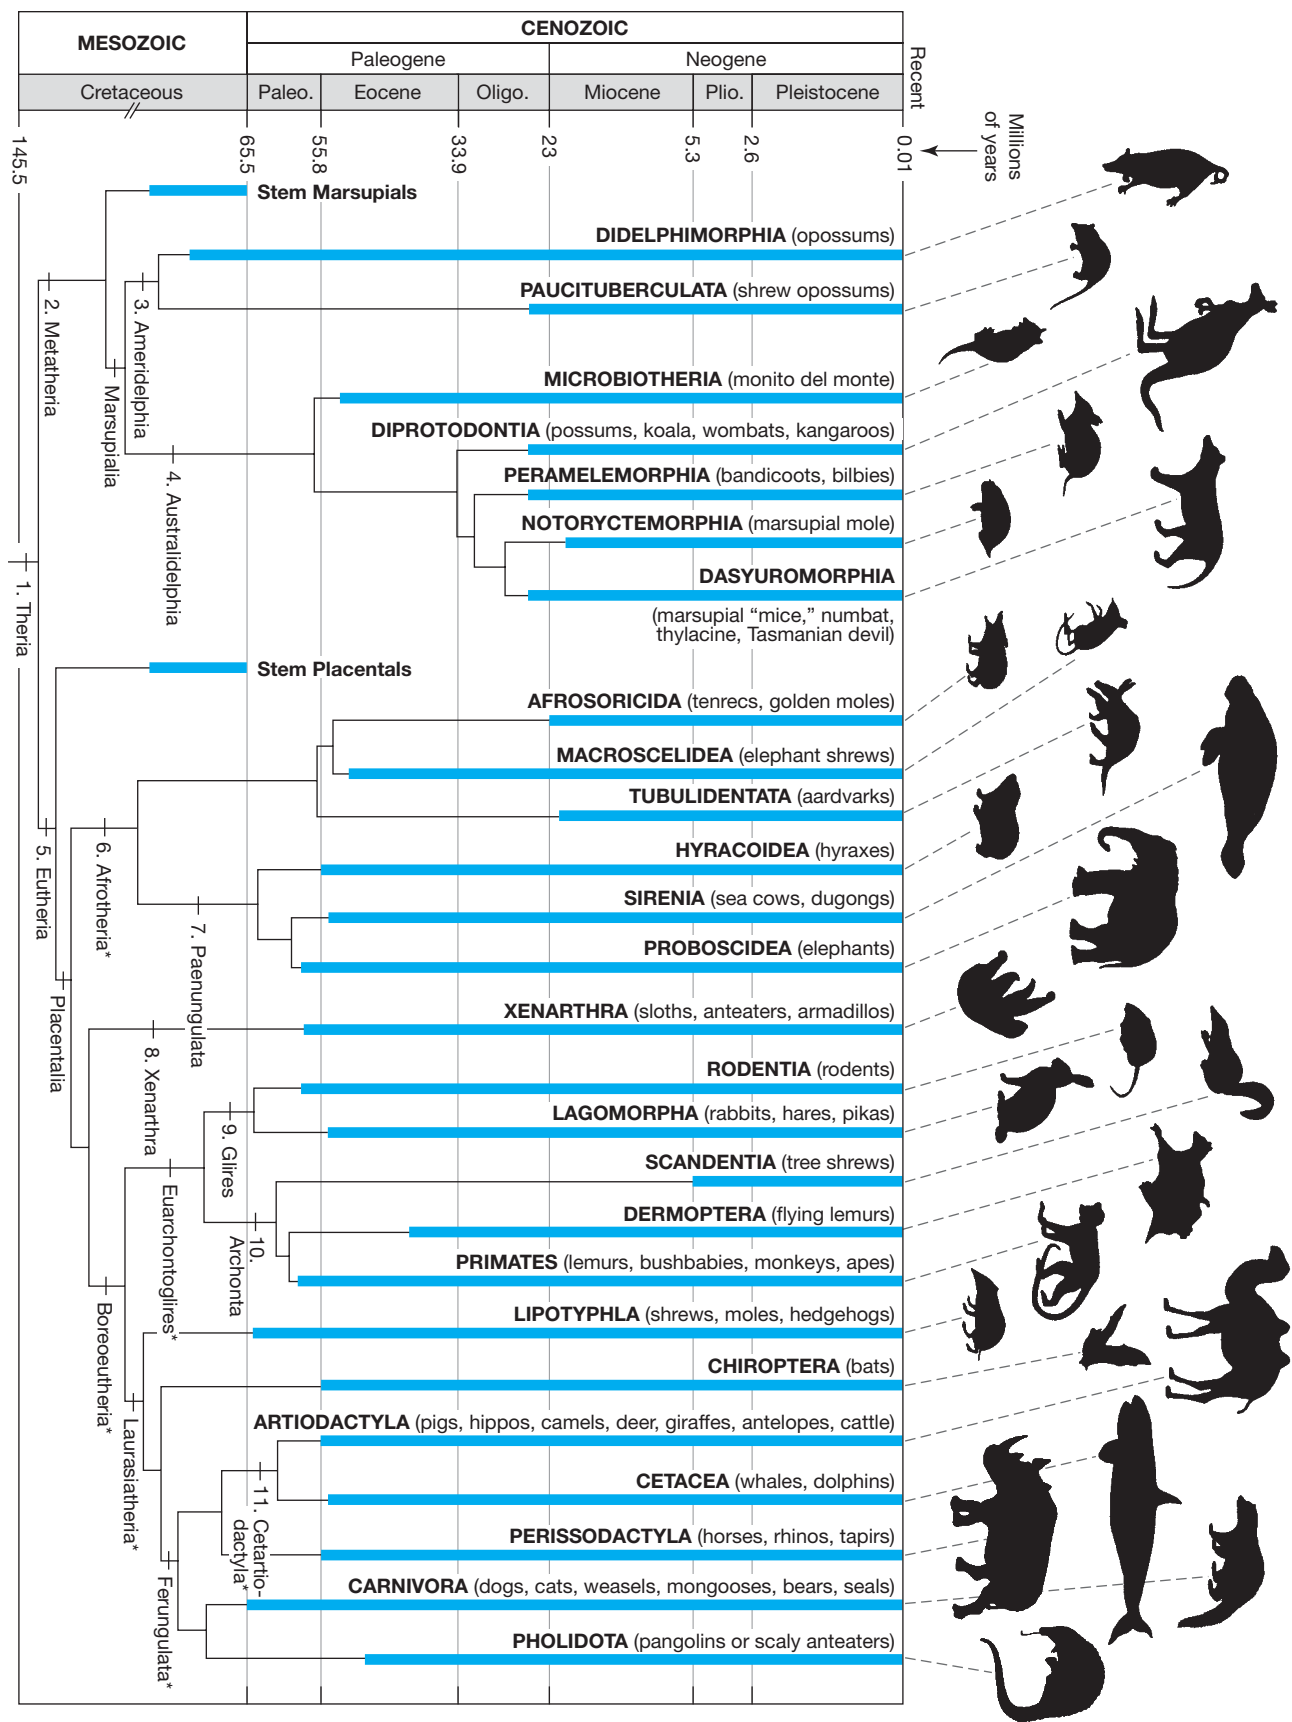 MESOZOIC
CENOZOIC
Paleogene
Neogene
Recent
Cretaceous
Paleo.
Eocene
Oligo.
Miocene
Plio.
Pleistocene
145.5
65.5
55.8
33.9
23
5.3
2.6
0.01
Millions
of years
Stem Marsupials
DIDELPHIMORPHIA (opossums)
PAUCITUBERCULATA (shrew opossums)
2. Metatheria
3. Ameridelphia
Marsupialia
MICROBIOTHERIA (monito del monte)
DIPROTODONTIA (possums, koala, wombats, kangaroos)
4. Australidelphia
PERAMELEMORPHIA (bandicoots, bilbies)
NOTORYCTEMORPHIA (marsupial mole)
DASYUROMORPHIA
(marsupial “mice,” numbat,
thylacine, Tasmanian devil)
1. Theria
Stem Placentals
AFROSORICIDA (tenrecs, golden moles)
MACROSCELIDEA (elephant shrews)
TUBULIDENTATA (aardvarks)
5. Eutheria
6. Afrotheria*
HYRACOIDEA (hyraxes)
SIRENIA (sea cows, dugongs)
7. Paenungulata
PROBOSCIDEA (elephants)
Placentalia
XENARTHRA (sloths, anteaters, armadillos)
8. Xenarthra
RODENTIA (rodents)
LAGOMORPHA (rabbits, hares, pikas)
9. Glires
SCANDENTIA (tree shrews)
Euarchontoglires*
DERMOPTERA (flying lemurs)
10.
Archonta
PRIMATES (lemurs, bushbabies, monkeys, apes)
Boreoeutheria*
LIPOTYPHLA (shrews, moles, hedgehogs)
CHIROPTERA (bats)
Laurasiatheria*
ARTIODACTYLA (pigs, hippos, camels, deer, giraffes, antelopes, cattle)
CETACEA (whales, dolphins)
11. Cetartio-
dactyla*
PERISSODACTYLA (horses, rhinos, tapirs)
Ferungulata*
CARNIVORA (dogs, cats, weasels, mongooses, bears, seals)
PHOLIDOTA (pangolins or scaly anteaters)